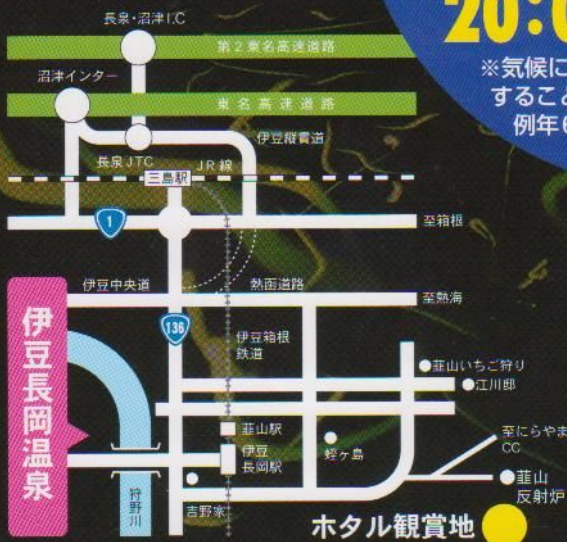 長泉・沼津I.C
20:0
※気候に
すること
例年6
第2東名高速道路
沼津インター
東名高速道路
伊豆縦貫道
長泉JTC
JR線
三島駅
1
至箱根
伊豆中央道
熱函道路
至熱海
136
伊豆箱根
鉄道
伊豆長岡温泉
韮山いちご狩り
江川邸
韮山駅
伊豆
長岡駅
蛭ヶ島
至にらやま
CC
韮山
反射炉
狩野川
吉野家
ホタル観賞地